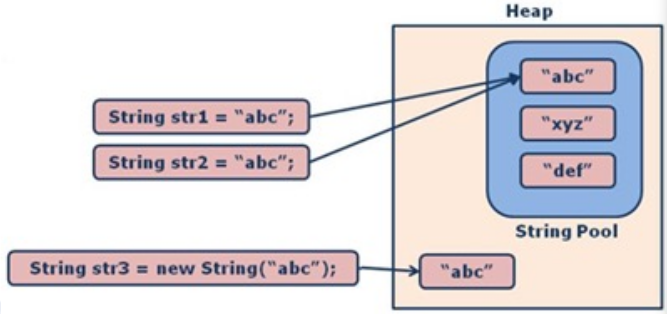 Heap
"abc"
String str1 = "abc";
"xyz"
String str2 = "abc";
"def"
String Pool
String str3 = new String("abc");
"abc"